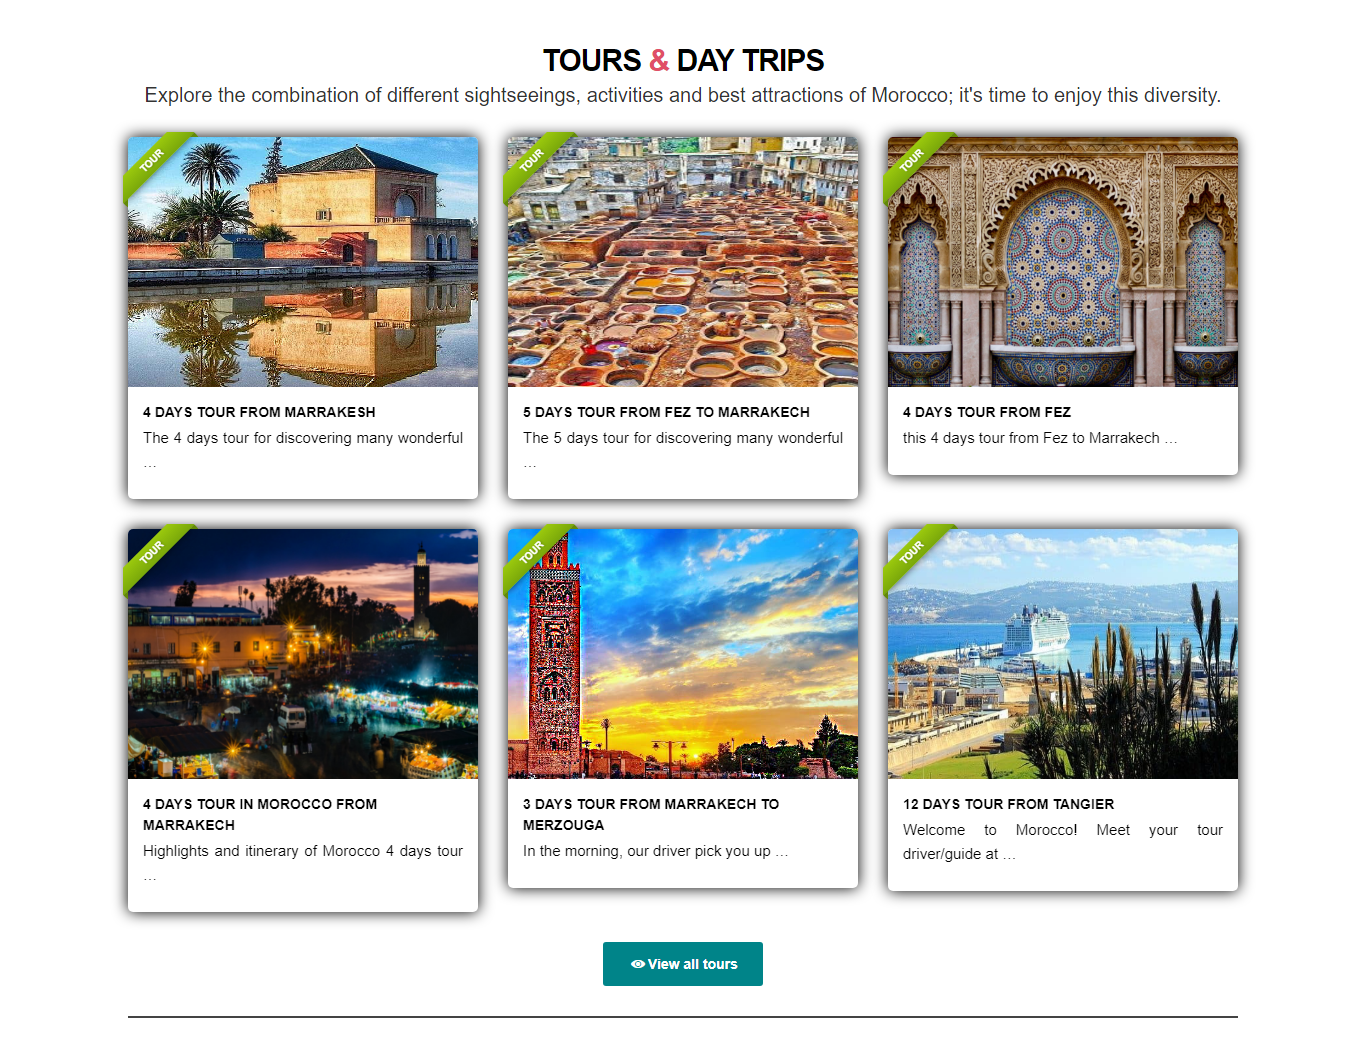 TOURS & DAY TRIPS
Explore the combination of different sightseeings, activities and best attractions of Morocco; it's time to enjoy this diversity.
TOUR
4 DAYS TOUR FROM MARRAKESH
The 4 days tour for discovering many wonderful
...
TOUR
5 DAYS TOUR FROM FEZ TO MARRAKECH
The 5 days tour for discovering many wonderful
...
TOUR
4 DAYS TOUR FROM FEZ
this 4 days tour from Fez to Marrakech ...
TOUR
4 DAYS TOUR IN MOROCCO FROM
MARRAKECH
Highlights and itinerary of Morocco 4 days tour
...
TOUR
3 DAYS TOUR FROM MARRAKECH TO
MERZOUGA
In the morning, our driver pick you up ...
TOUR
12 DAYS TOUR FROM TANGIER
Welcome to Morocco! Meet your tour
driver/guide at ...
View all tours